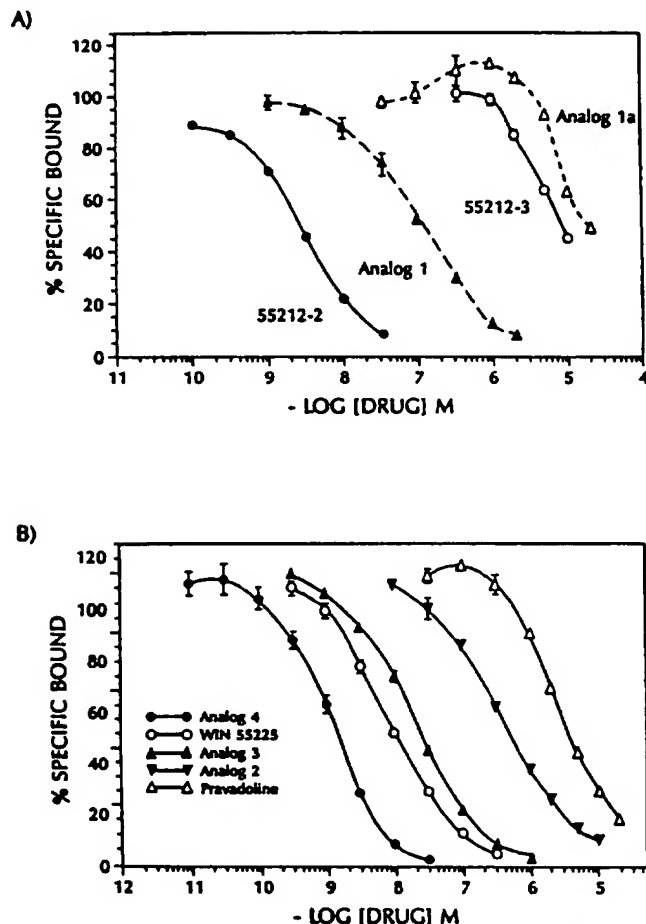 A)
120
100
80
60
40
20
0
% SPECIFIC BOUND
Analog 1a
55212-3
Analog 1
55212-2
11 10 9 8 7 6 5 4
- LOG [DRUG] M
B)
120
100
80
60
40
20
0
% SPECIFIC BOUND
Analog 4
WIN 55225
Analog 3
Analog 2
Pravadoline
12 11 10 9 8 7 6 5
- LOG [DRUG] M